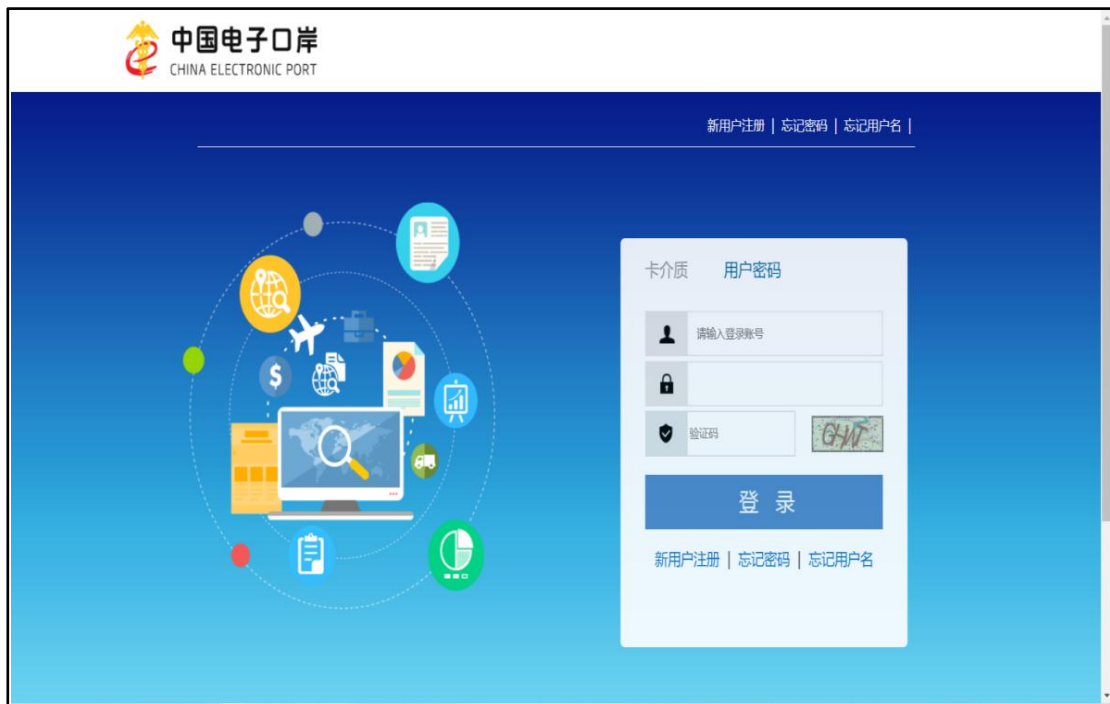 中国电子口岸
CHINA ELECTRONIC PORT
新用户注册 | 忘记密码 | 忘记用户名 |
卡介质 用户密码
请输入登录账号
验证码
登 录
新用户注册 | 忘记密码 | 忘记用户名